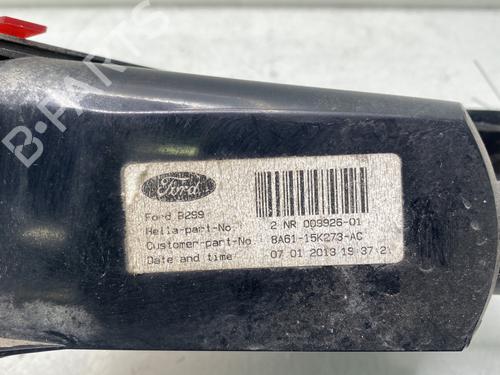 B-PARTS
Ford
Ford B299
Hella-part-No. 2 NR 009926-01
Customer-part-No 8A61-15K273-AC
Date and time 07 01 2013 19 37 2